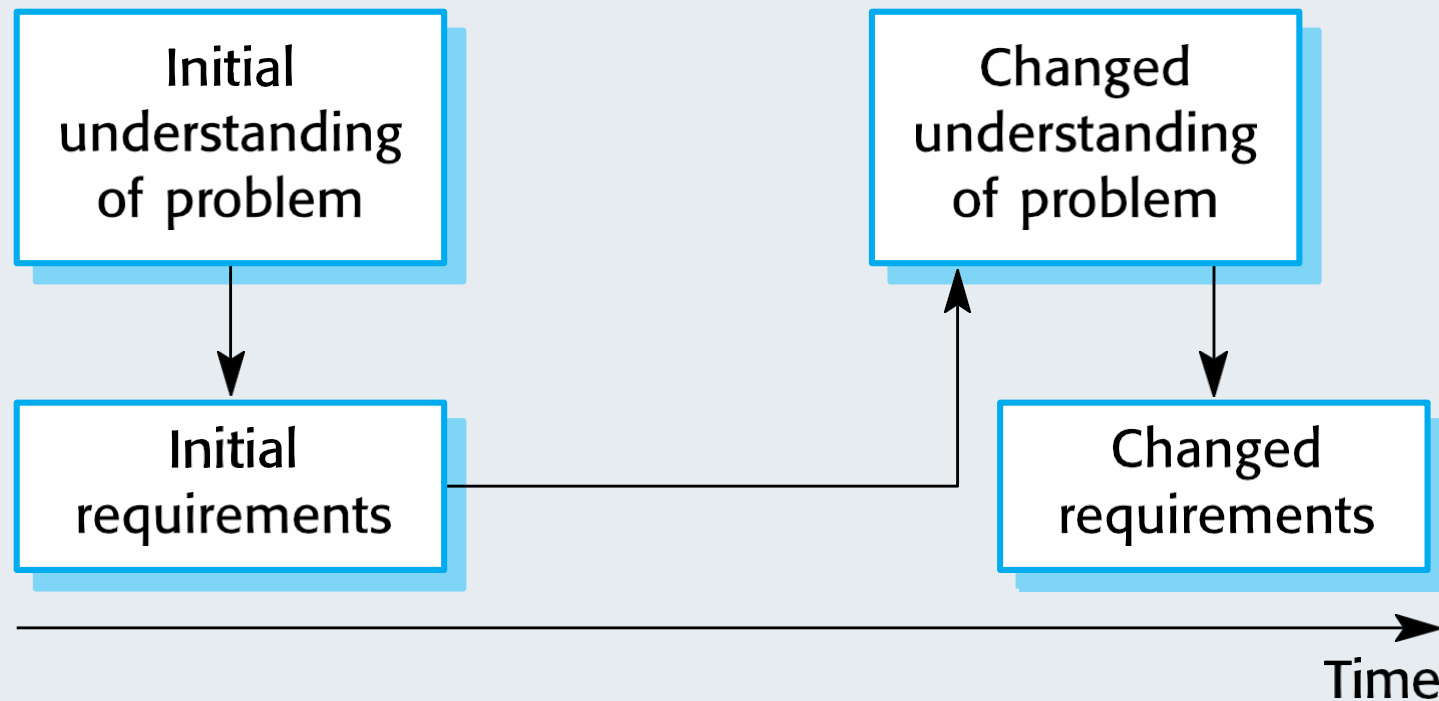 Initial
understanding
of problem
Changed
understanding
of problem
Initial
requirements
Changed
requirements
Time